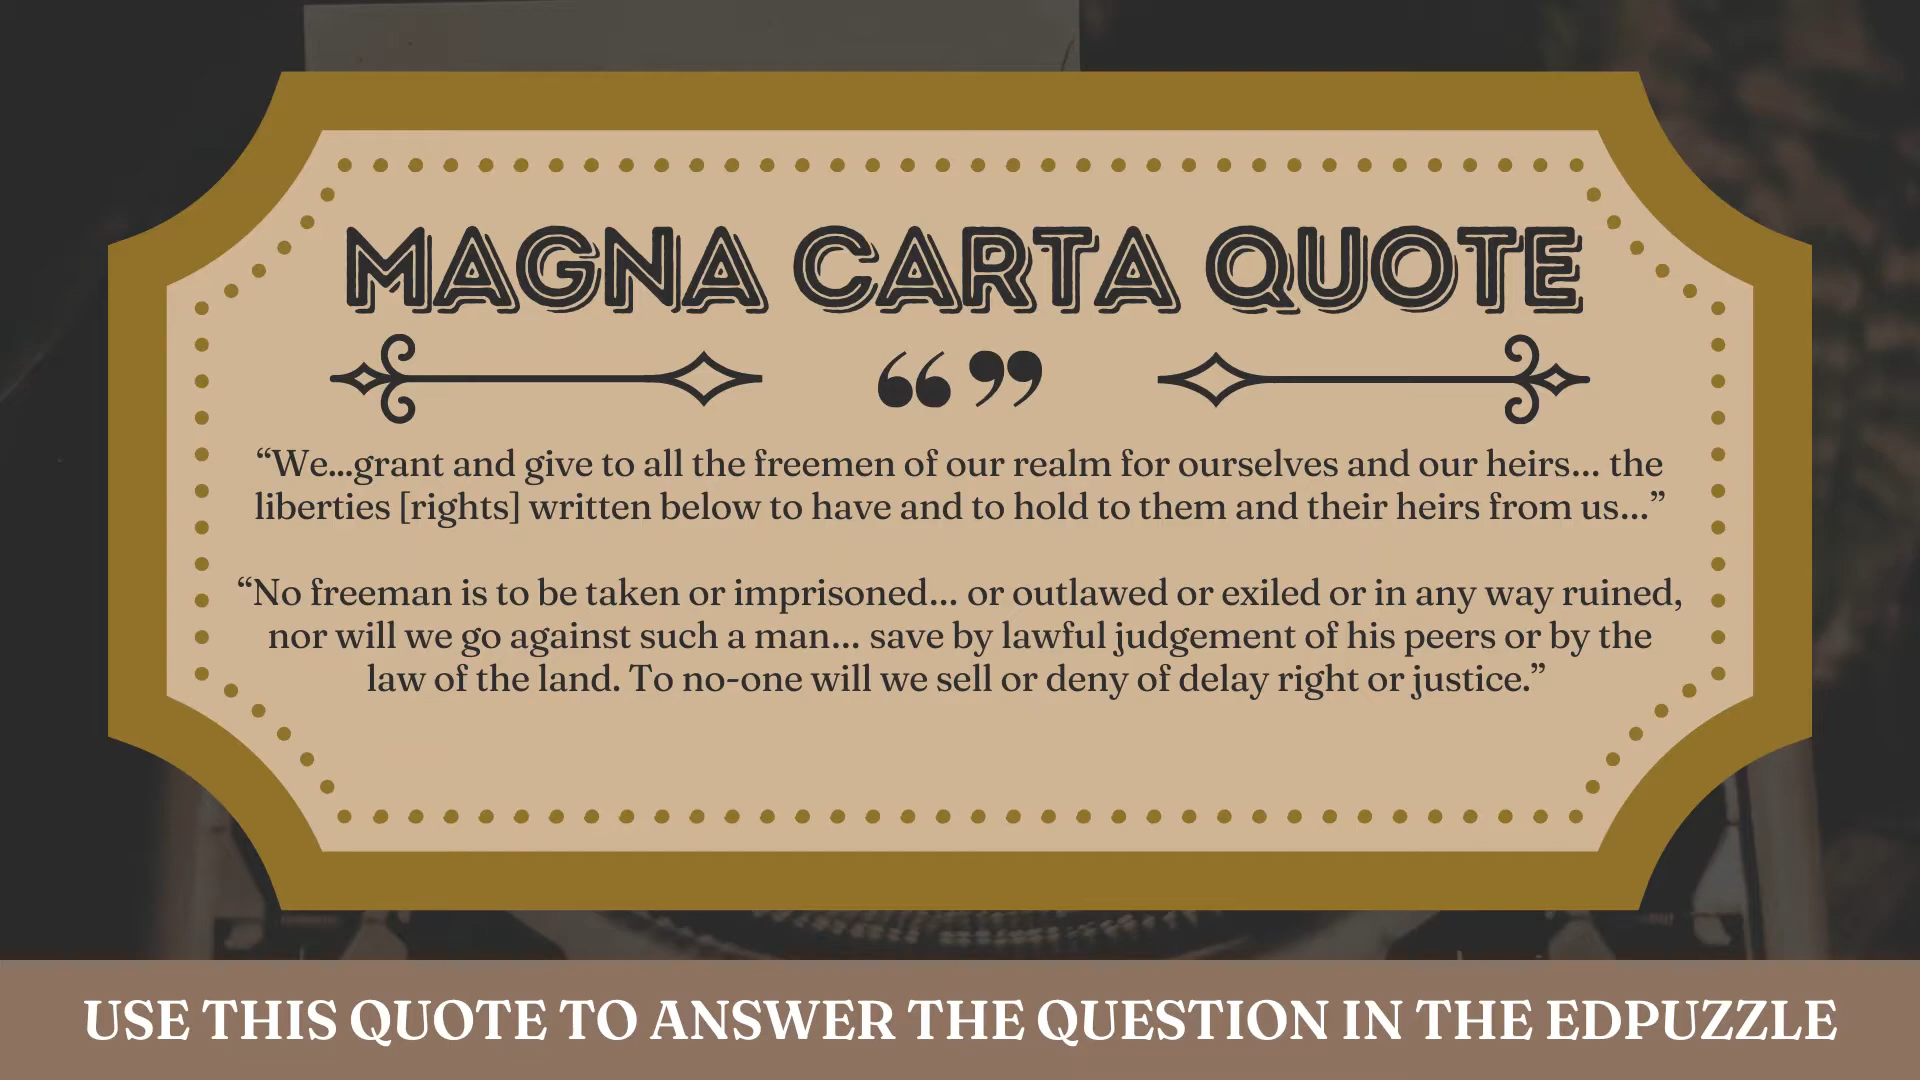 MAGNA CARTA QUOTE
“ ”
“We...grant and give to all the freemen of our realm for ourselves and our heirs... the
liberties [rights] written below to have and to hold to them and their heirs from us...”
“No freeman is to be taken or imprisoned... or outlawed or exiled or in any way ruined,
nor will we go against such a man... save by lawful judgement of his peers or by the
law of the land. To no-one will we sell or deny of delay right or justice.”
USE THIS QUOTE TO ANSWER THE QUESTION IN THE EDPUZZLE